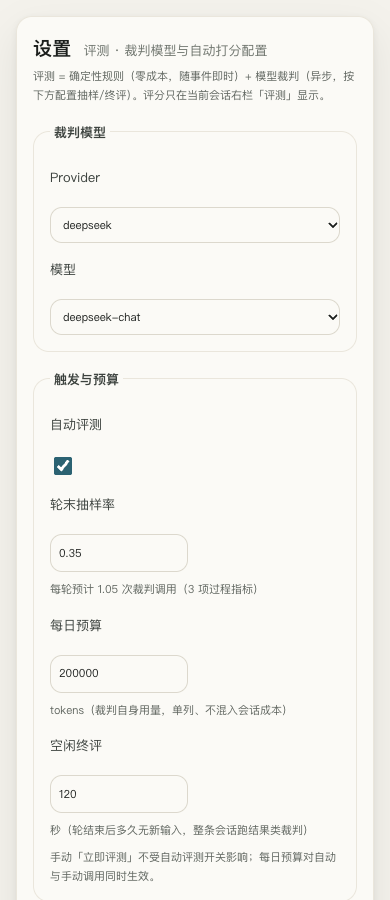 设置 评测 · 裁判模型与自动打分配置
评测 = 确定性规则（零成本，随事件即时）+ 模型裁判（异步，按
下方配置抽样/终评）。评分只在当前会话右栏「评测」显示。
裁判模型
Provider
deepseek
模型
deepseek-chat
触发与预算
自动评测
轮末抽样率
0.35
每轮预计 1.05 次裁判调用（3 项过程指标）
每日预算
200000
tokens（裁判自身用量，单列、不混入会话成本）
空闲终评
120
秒（轮结束后多久无新输入，整条会话跑结果类裁判）
手动「立即评测」不受自动评测开关影响；每日预算对自动
与手动调用同时生效。